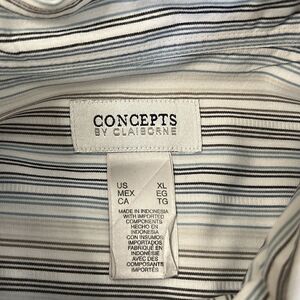 CONCEPTS
BY CLAIBORNE
US XL
MEX EG
CA TG
MADE IN INDONESIA
WITH IMPORTED
COMPONENTS
HECHO EN
INDONESIA
CON INSUMOS
IMPORTADOS
FABRIQUÉ EN
INDONÉSIE
AVEC DES
COMPOSANTS
IMPORTÉS